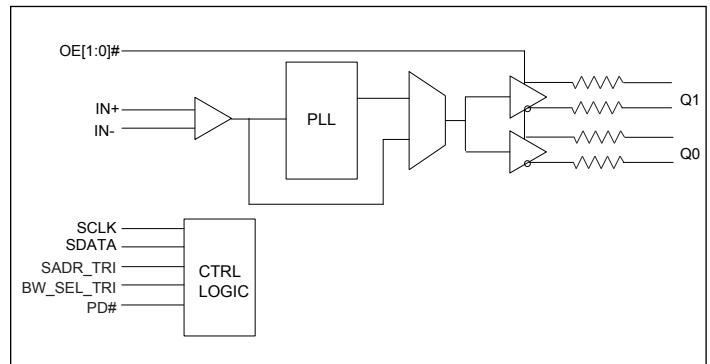 OE[1:0]#
IN+
IN-
PLL
Q1
Q0
SCLK
SDATA
SADR_TRI
BW_SEL_TRI
PD#
CTRL
LOGIC